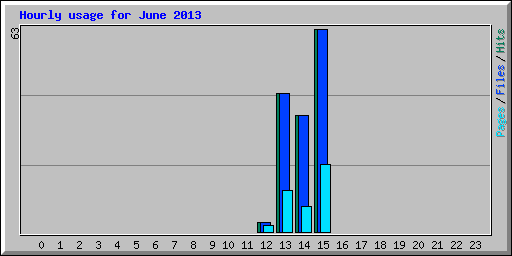 Hourly usage for June 2013
63
Pages/Files/Hits
0 1 2 3 4 5 6 7 8 9 10 11 12 13 14 15 16 17 18 19 20 21 22 23